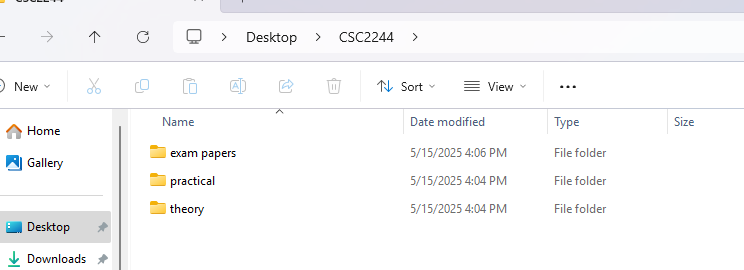 CSC2244
Desktop > CSC2244 >
New Sort View ...
Name Date modified Type Size
Home
Gallery
exam papers 5/15/2025 4:06 PM File folder
practical 5/15/2025 4:04 PM File folder
theory 5/15/2025 4:04 PM File folder
Desktop
Downloads